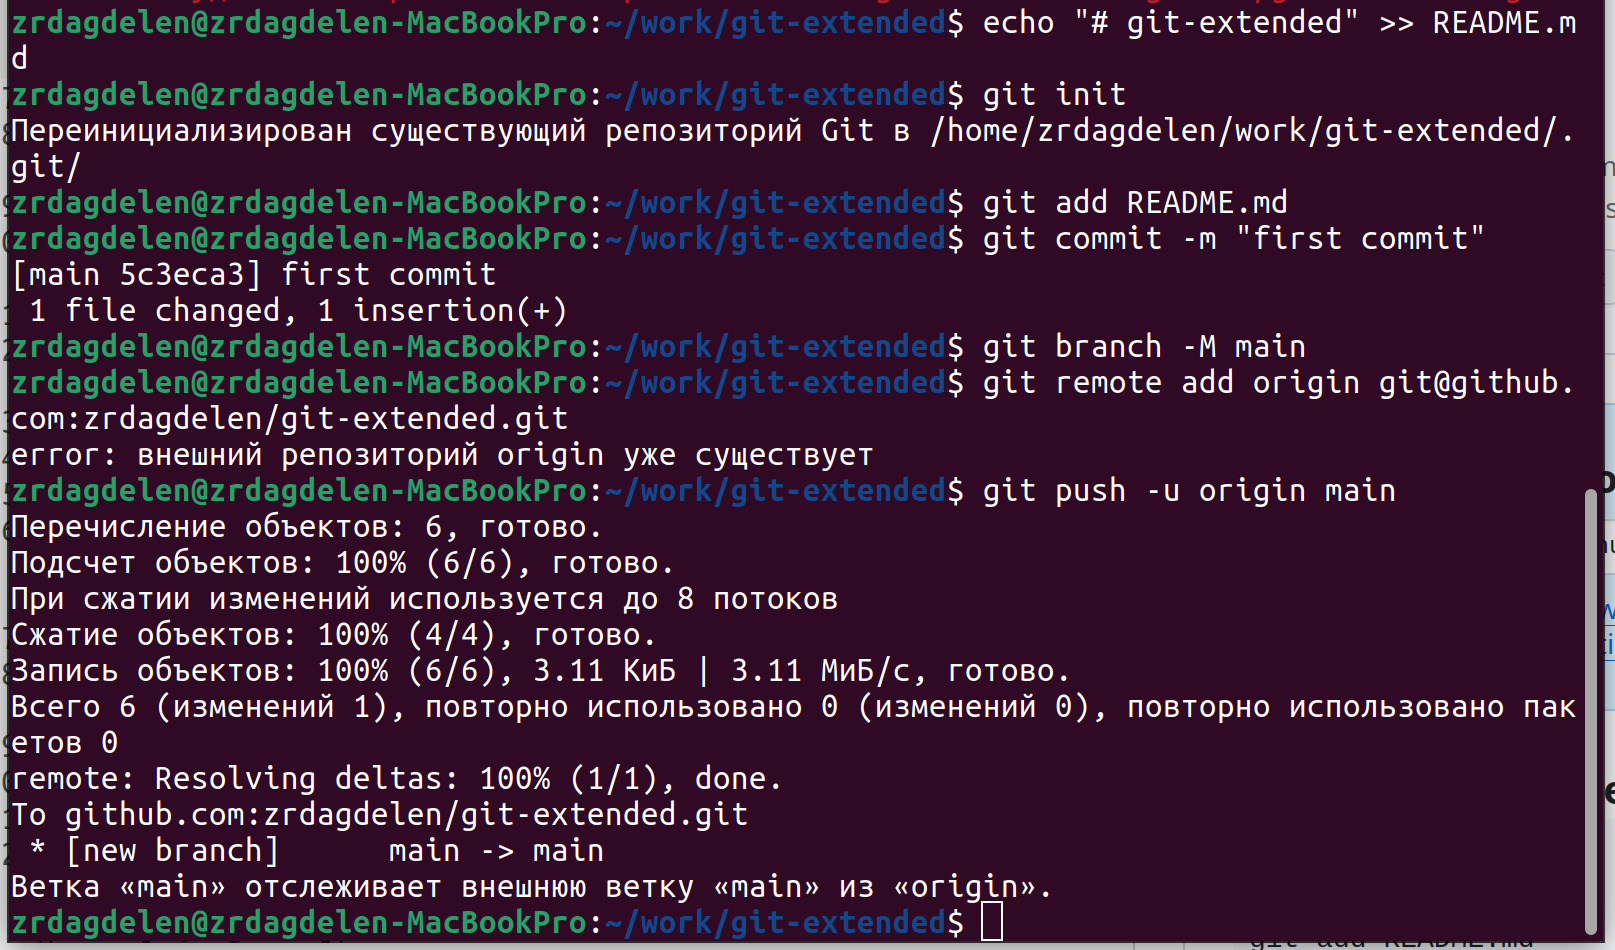 zrdagdelen@zrdagdelen-MacBookPro:~/work/git-extended$ echo "# git-extended" >> README.m
d
zrdagdelen@zrdagdelen-MacBookPro:~/work/git-extended$ git init
Переинициализирован существующий репозиторий Git в /home/zrdagdelen/work/git-extended/.
git/
zrdagdelen@zrdagdelen-MacBookPro:~/work/git-extended$ git add README.md
zrdagdelen@zrdagdelen-MacBookPro:~/work/git-extended$ git commit -m "first commit"
[main 5c3eca3] first commit
 1 file changed, 1 insertion(+)
zrdagdelen@zrdagdelen-MacBookPro:~/work/git-extended$ git branch -M main
zrdagdelen@zrdagdelen-MacBookPro:~/work/git-extended$ git remote add origin git@github.
com:zrdagdelen/git-extended.git
error: внешний репозиторий origin уже существует
zrdagdelen@zrdagdelen-MacBookPro:~/work/git-extended$ git push -u origin main
Перечисление объектов: 6, готово.
Подсчет объектов: 100% (6/6), готово.
При сжатии изменений используется до 8 потоков
Сжатие объектов: 100% (4/4), готово.
Запись объектов: 100% (6/6), 3.11 КиБ | 3.11 МиБ/с, готово.
Всего 6 (изменений 1), повторно использовано 0 (изменений 0), повторно использовано пак
етов 0
remote: Resolving deltas: 100% (1/1), done.
To github.com:zrdagdelen/git-extended.git
 * [new branch]      main -> main
Ветка «main» отслеживает внешнюю ветку «main» из «origin».
zrdagdelen@zrdagdelen-MacBookPro:~/work/git-extended$
git add README.md